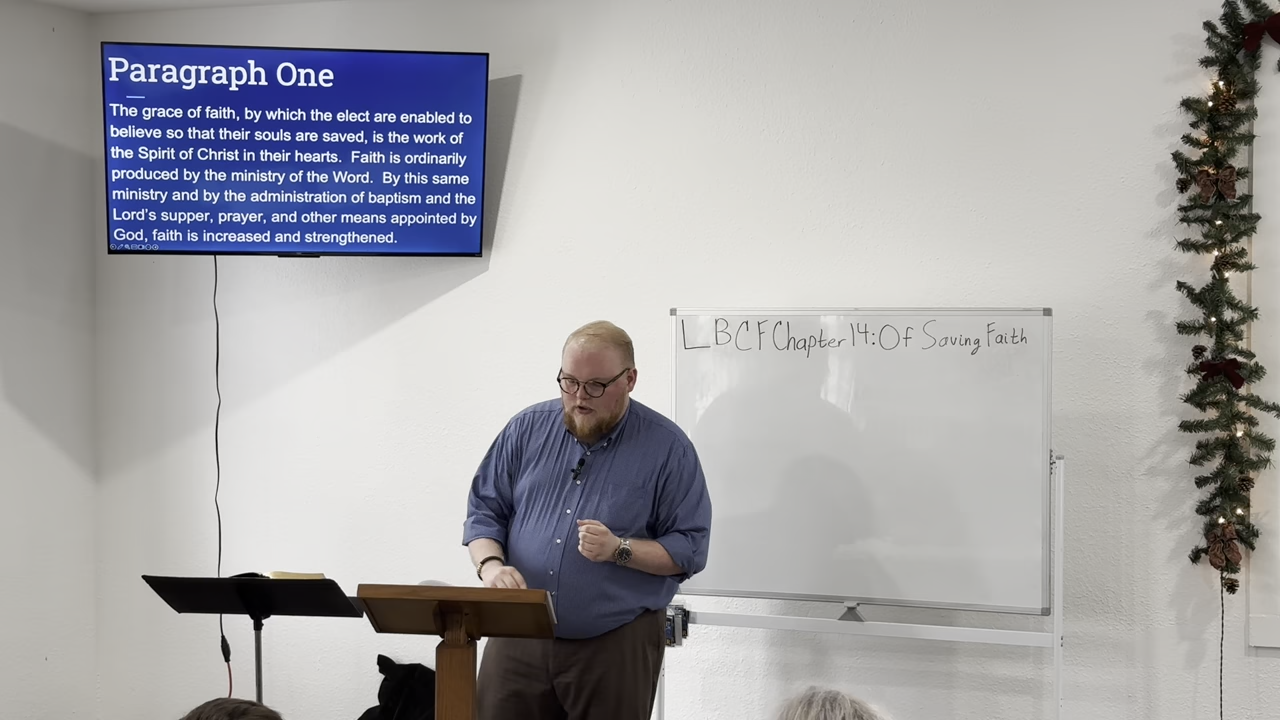 Paragraph One
The grace of faith, by which the elect are enabled to
believe so that their souls are saved, is the work of
the Spirit of Christ in their hearts.  Faith is ordinarily
produced by the ministry of the Word.  By this same
ministry and by the administration of baptism and the
Lord's supper, prayer, and other means appointed by
God, faith is increased and strengthened.
LBCF Chapter 14: Of Saving Faith